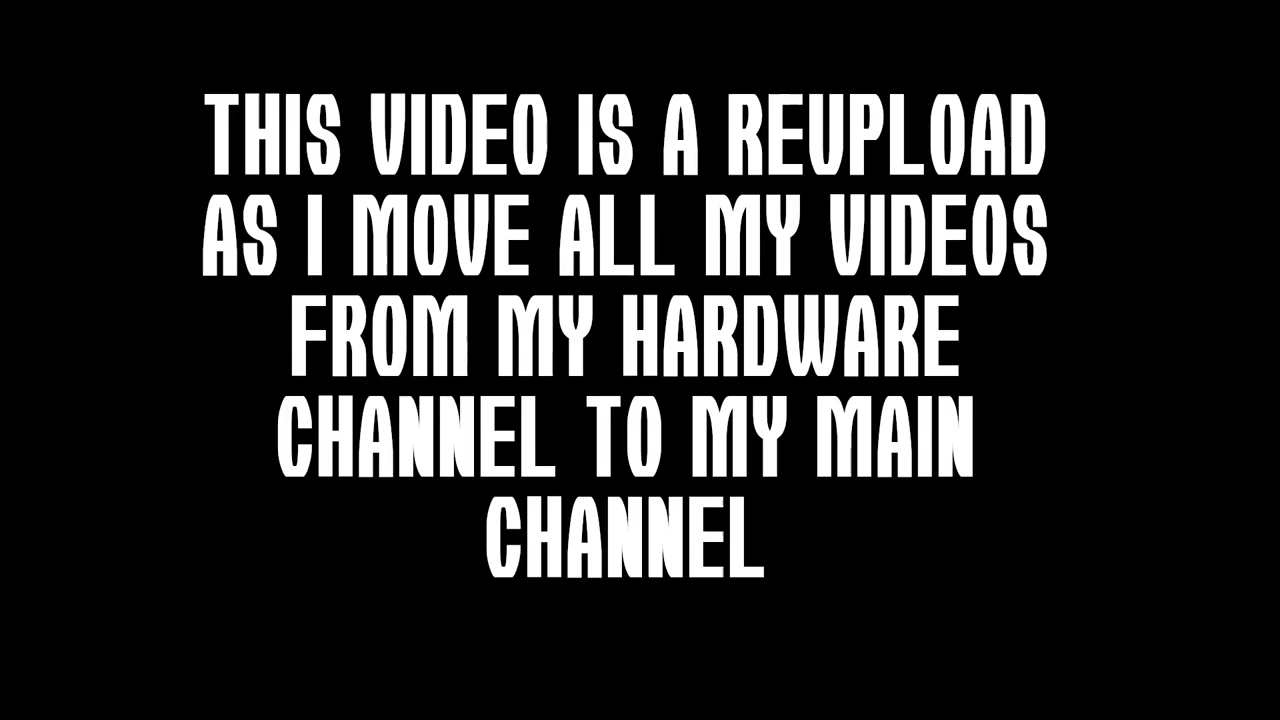 THIS VIDEO IS A REUPLOAD
AS I MOVE ALL MY VIDEOS
FROM MY HARDWARE
CHANNEL TO MY MAIN
CHANNEL